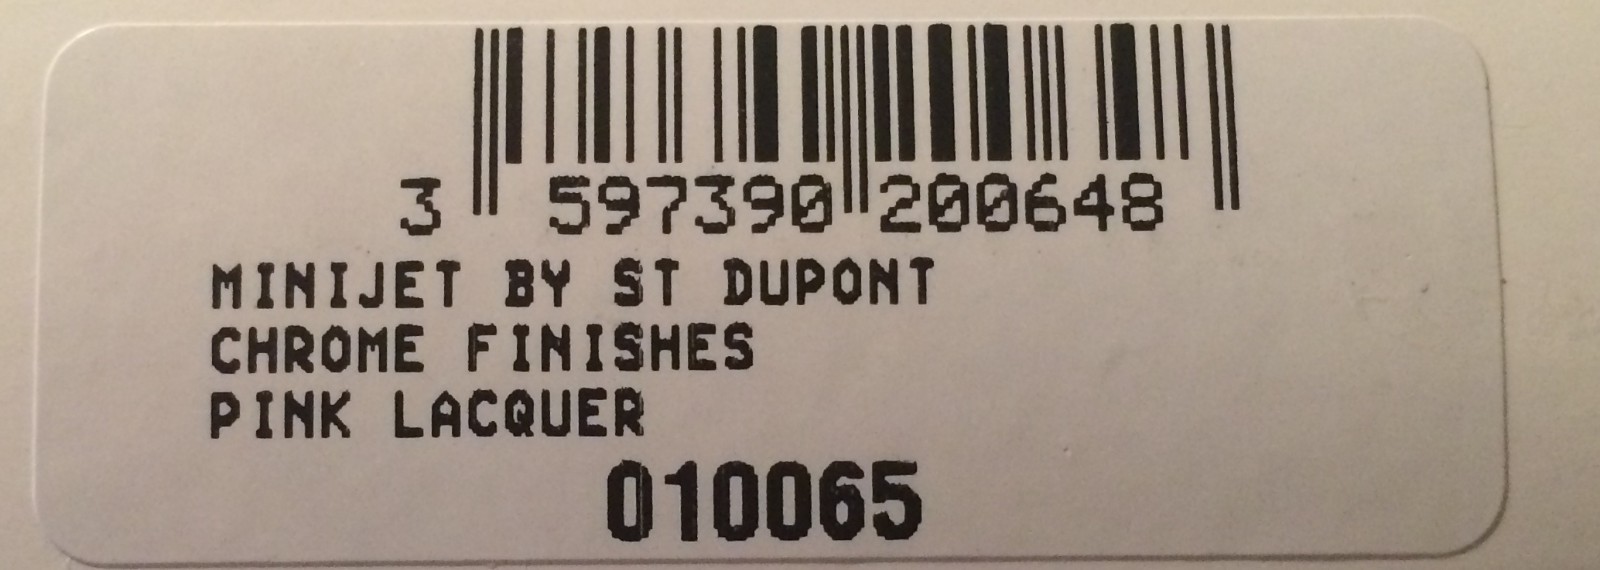 3 597390 200648
MINIJET BY ST DUPONT
CHROME FINISHES
PINK LACQUER
010065